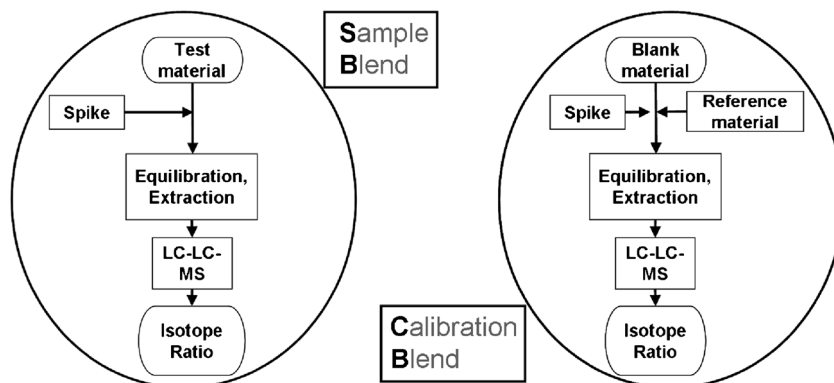 Test
material
Spike
Equilibration,
Extraction
LC-LC-
MS
Isotope
Ratio
Sample
Blend
Blank
material
Spike
Reference
material
Equilibration,
Extraction
LC-LC-
MS
Isotope
Ratio
Calibration
Blend